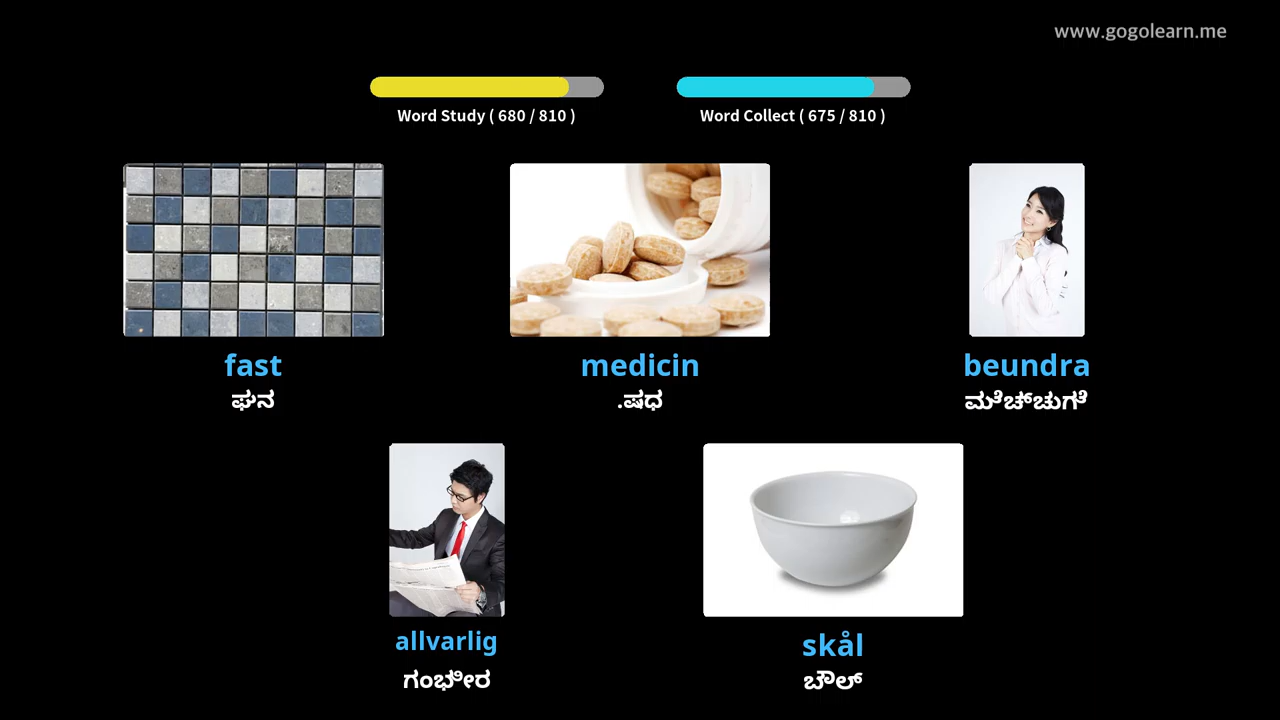 www.gogolearn.me
Word Study ( 680 / 810 )
Word Collect ( 675 / 810 )
fast
ಘನ
medicin
.ಷಧ
beundra
ಮೆಚ್ಚುಗೆ
allvarlig
ಗಂಭೀರ
skål
ಬೌಲ್